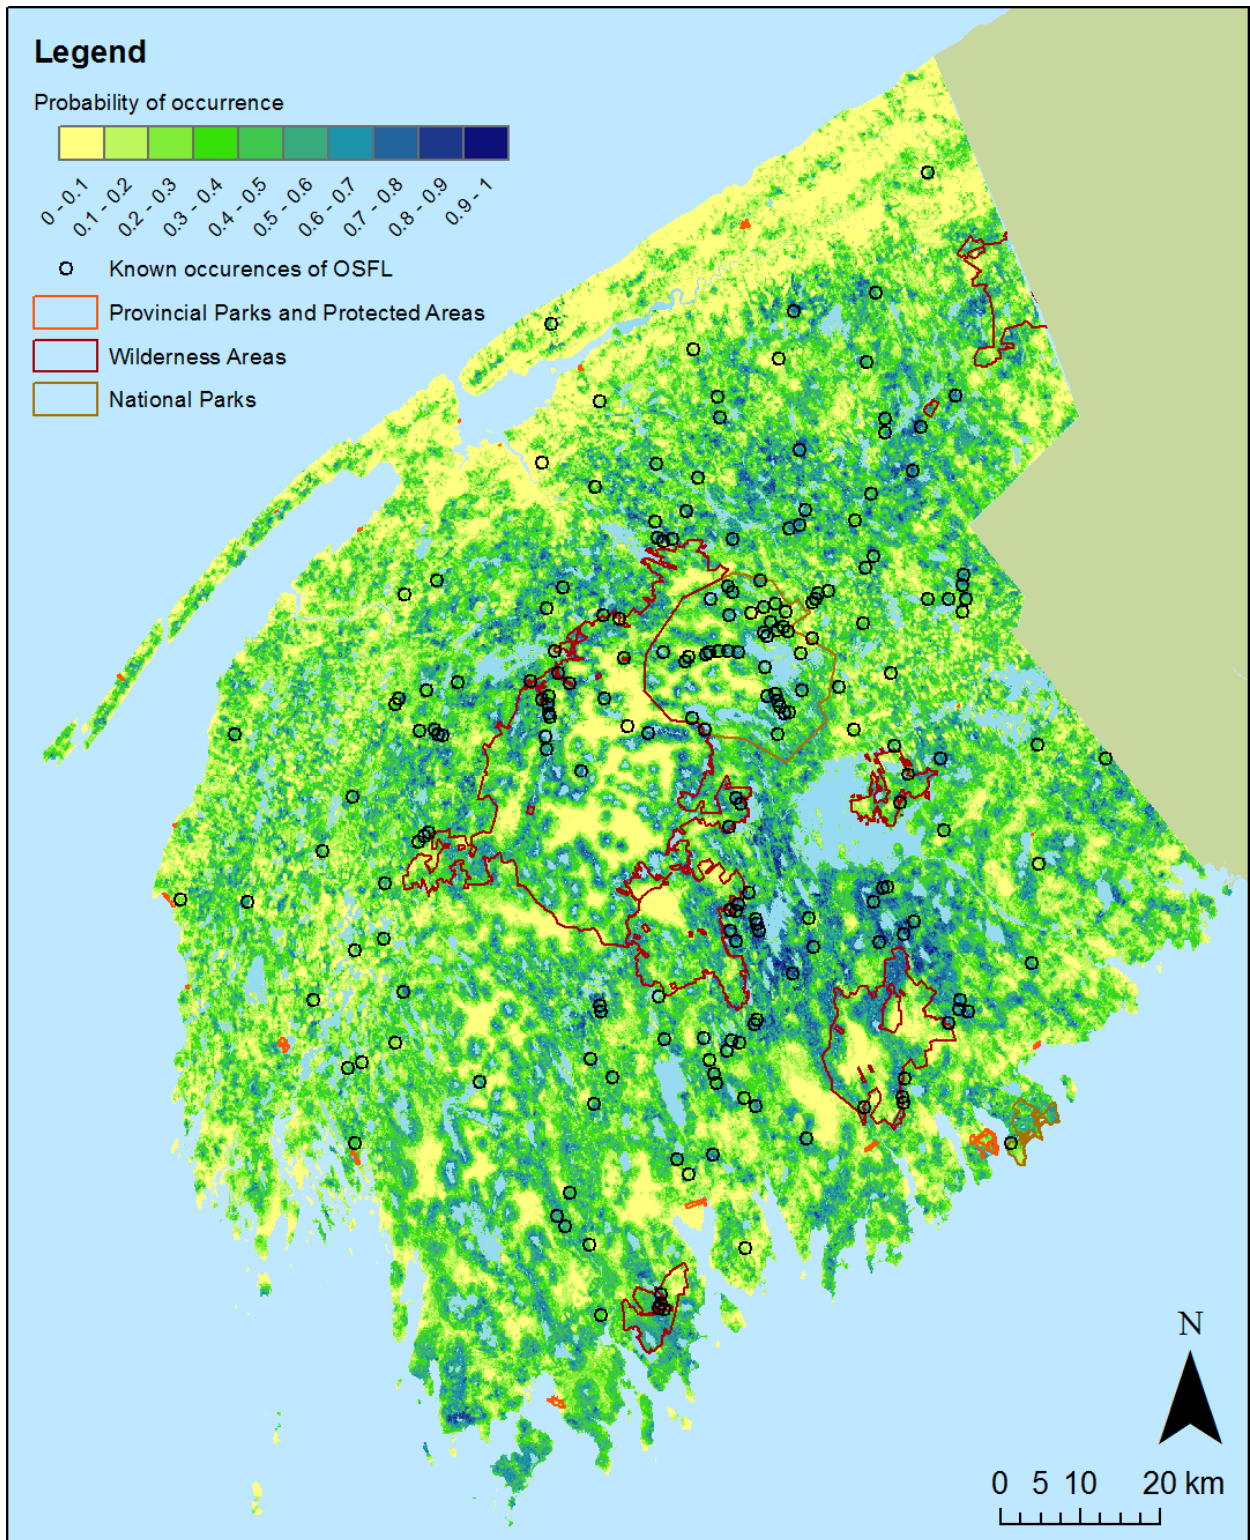 Legend
Probability of occurrence
0 - 0.1
0.1 - 0.2
0.2 - 0.3
0.3 - 0.4
0.4 - 0.5
0.5 - 0.6
0.6 - 0.7
0.7 - 0.8
0.8 - 0.9
0.9 - 1
Known occurences of OSFL
Provincial Parks and Protected Areas
Wilderness Areas
National Parks
N
0 5 10 20 km